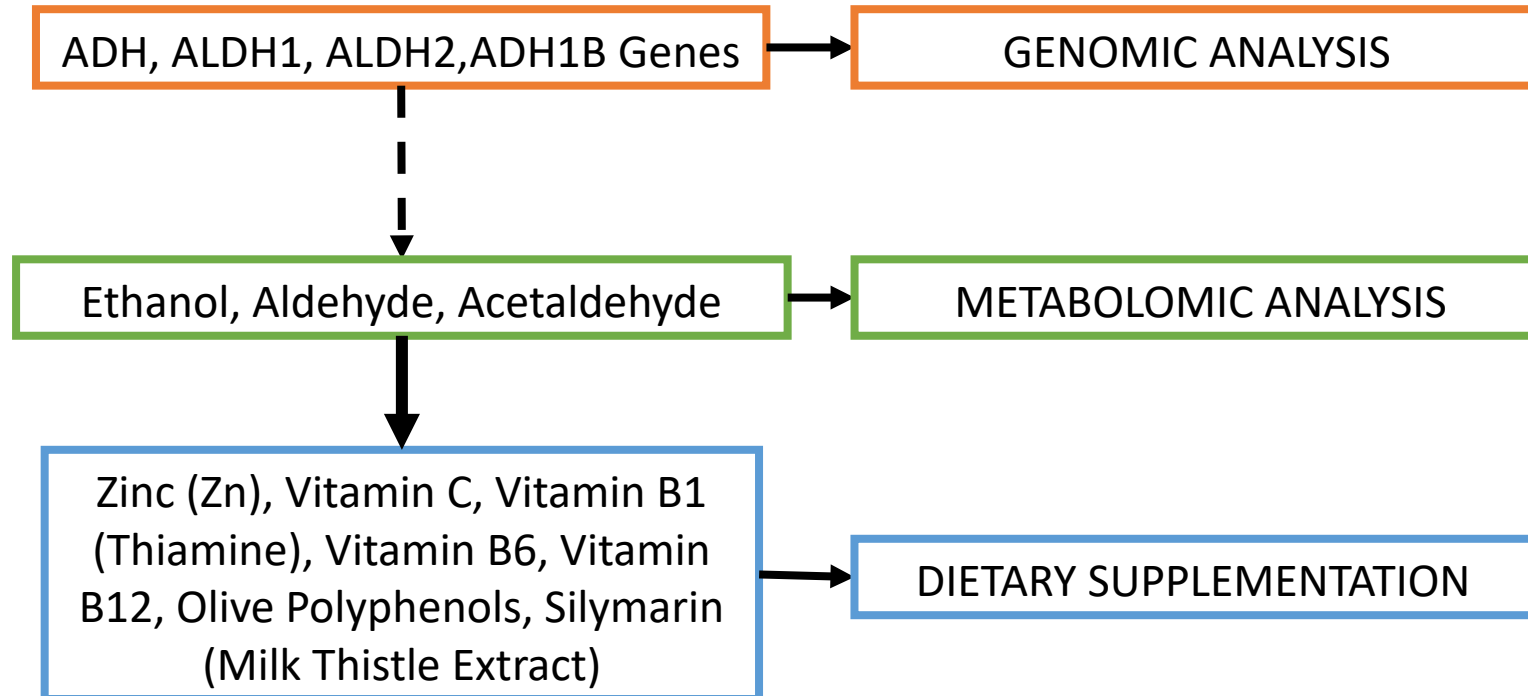 ADH, ALDH1, ALDH2,ADH1B Genes
GENOMIC ANALYSIS
Ethanol, Aldehyde, Acetaldehyde
METABOLOMIC ANALYSIS
Zinc (Zn), Vitamin C, Vitamin B1
(Thiamine), Vitamin B6, Vitamin
B12, Olive Polyphenols, Silymarin
(Milk Thistle Extract)
DIETARY SUPPLEMENTATION